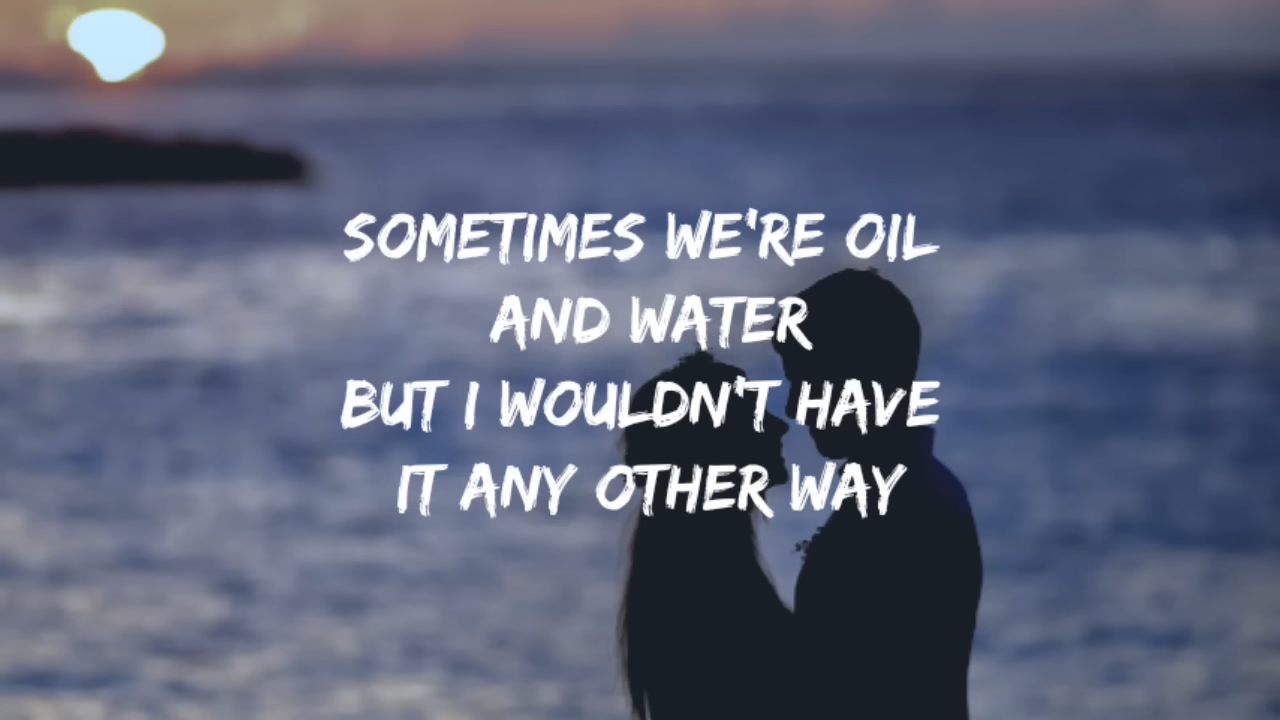 SOMETIMES WE'RE OIL
AND WATER
BUT I WOULDN'T HAVE
IT ANY OTHER WAY